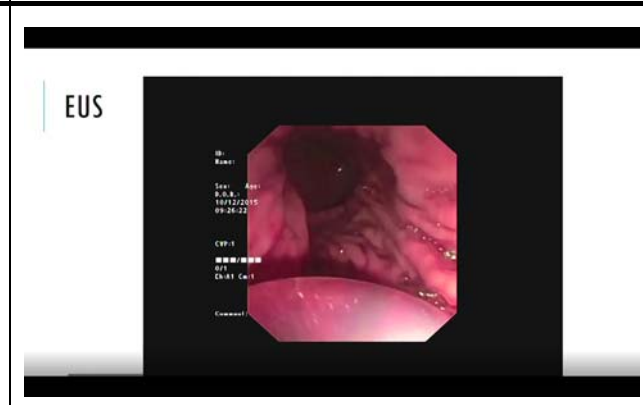 EUS
ID:
Name:
Sex: Age:
D.O.B.:
10/12/2015
09:26:22
CVP:1
0/1
Eh:A1 Cm:1
Comment: